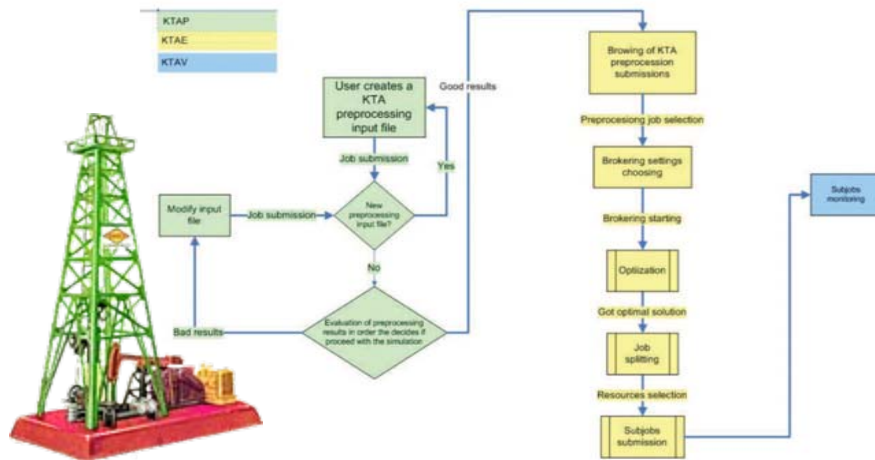 KTAP
KTAE
KTAV
User creates a
KTA
preprocessing
input file
Job submission
Yes
Good results
Modify input
file
Job submission
New
preprocessing
input file?
No
Evaluation of preprocessing
results in order the decides if
proceed with the simulation
Bad results
Browing of KTA
preprocession
submissions
Preprocesiong job selection
Brokering settings
choosing
Brokering starting
Optiization
Got optimal solution
Job
splitting
Resources selection
Subjobs
submission
Subjobs
monitoring